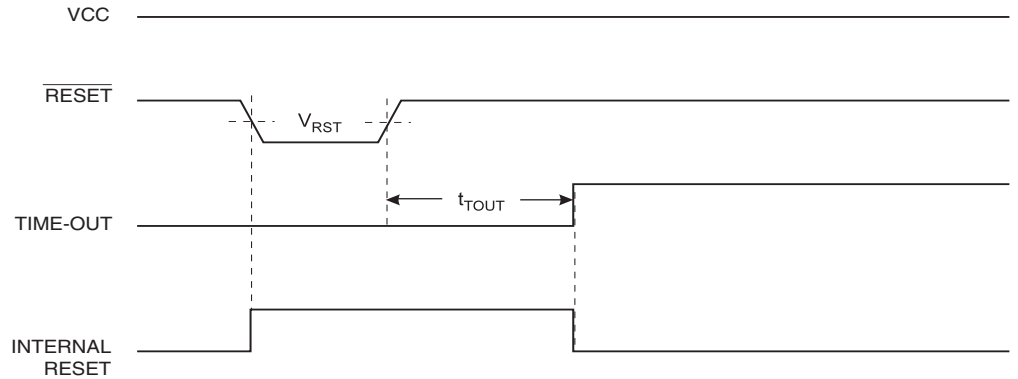 VCC
RESET
V_RST
t_TOUT
TIME-OUT
INTERNAL
RESET